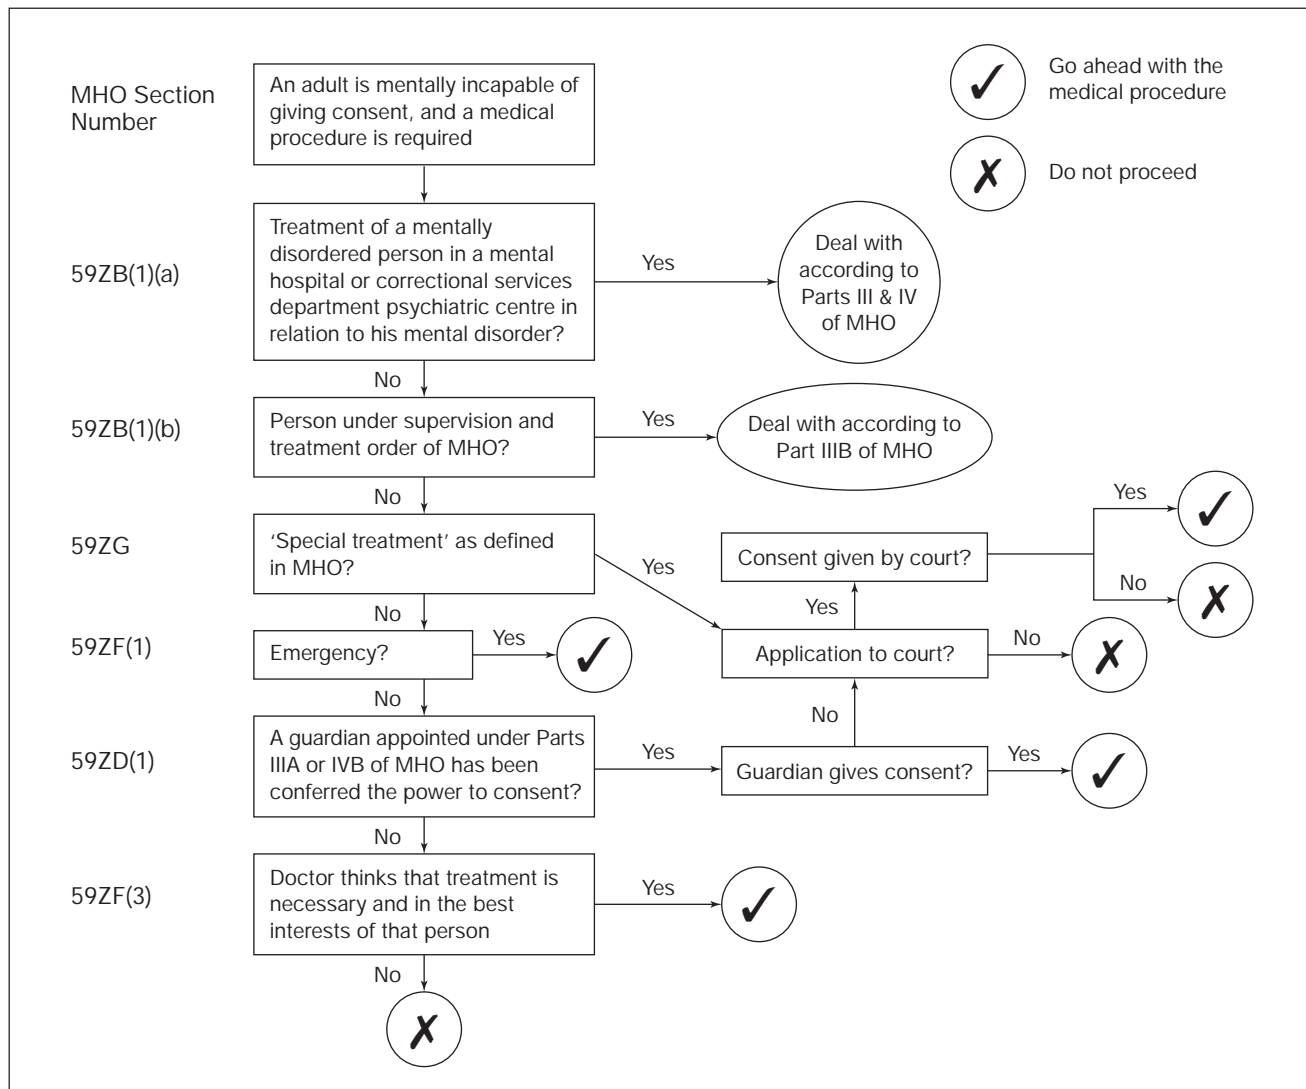 MHO Section
Number
An adult is mentally incapable of
giving consent, and a medical
procedure is required
Go ahead with the
medical procedure
Do not proceed
59ZB(1)(a)
Treatment of a mentally
disordered person in a mental
hospital or correctional services
department psychiatric centre in
relation to his mental disorder?
Yes
Deal with
according to
Parts III & IV
of MHO
No
59ZB(1)(b)
Person under supervision and
treatment order of MHO?
Yes
Deal with according to
Part IIIB of MHO
No
59ZG
‘Special treatment’ as defined
in MHO?
Yes
Consent given by court?
Yes
No
No
Yes
59ZF(1)
Emergency?
Yes
Application to court?
No
No
No
59ZD(1)
A guardian appointed under Parts
IIIA or IVB of MHO has been
conferred the power to consent?
Yes
Guardian gives consent?
Yes
No
59ZF(3)
Doctor thinks that treatment is
necessary and in the best
interests of that person
Yes
No